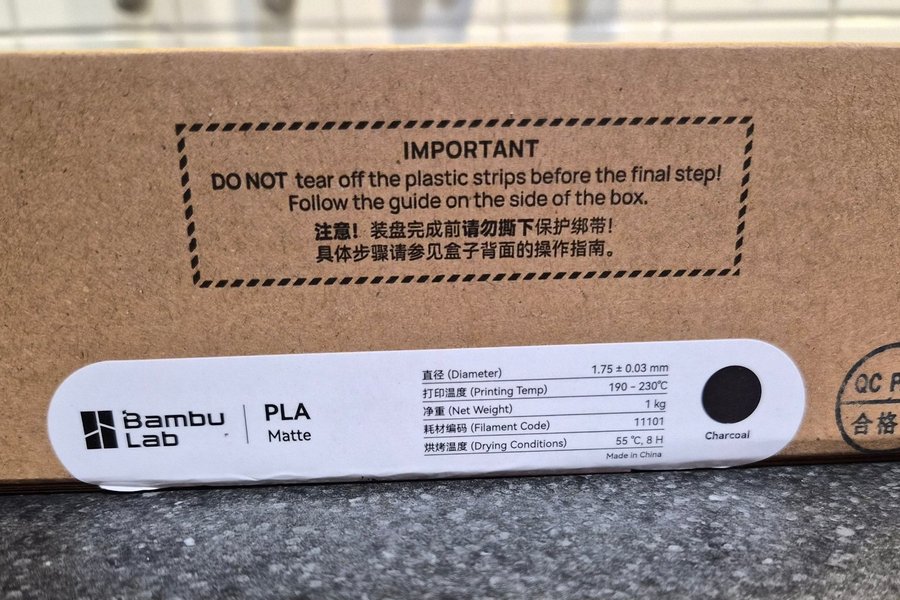 IMPORTANT
DO NOT tear off the plastic strips before the final step!
Follow the guide on the side of the box.
注意！装盘完成前请勿撕下保护绑带！
具体步骤请参见盒子背面的操作指南。
Bambu
Lab
PLA
Matte
直径 (Diameter) 1.75 ± 0.03 mm
打印温度 (Printing Temp) 190 - 230℃
净重 (Net Weight) 1 kg
耗材编码 (Filament Code) 11101
烘烤温度 (Drying Conditions) 55 ℃, 8 H
Made in China
Charcoal
QC P
合格